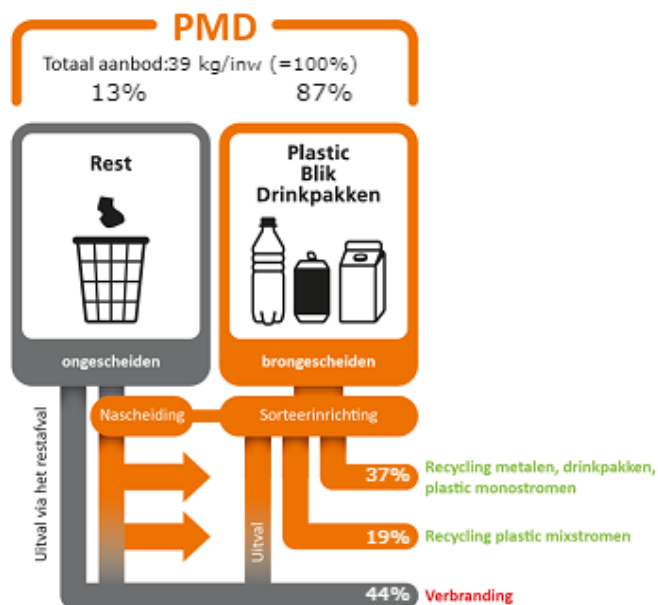 PMD
Totaal aanbod:39 kg/inw (=100%)
13% 87%
Rest
Plastic
Blik
Drinkpakken
ongescheiden
brongescheiden
Uitval via het restafval
Nascheiding
Sorteerinrichting
Uitval
37% Recycling metalen, drinkpakken,
plastic monostromen
19% Recycling plastic mixstromen
44% Verbranding